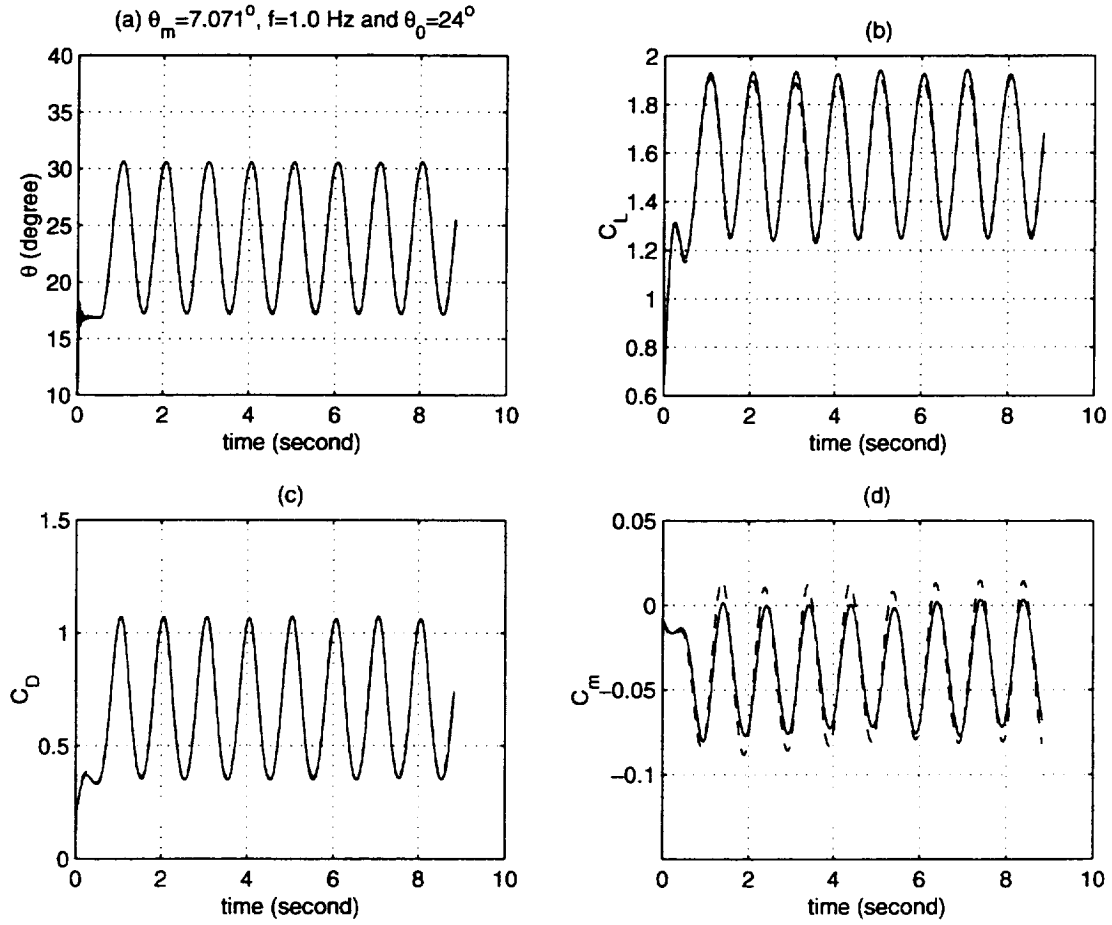 (a) θm=7.071°, f=1.0 Hz and θ0=24°
40
35
30
25
20
15
10
θ (degree)
0 2 4 6 8 10
time (second)
(b)
2
1.8
1.6
1.4
1.2
1
0.8
0.6
CL
0 2 4 6 8 10
time (second)
(c)
1.5
1
0.5
0
CD
0 2 4 6 8 10
time (second)
(d)
0.05
0
−0.05
−0.1
Cm
0 2 4 6 8 10
time (second)